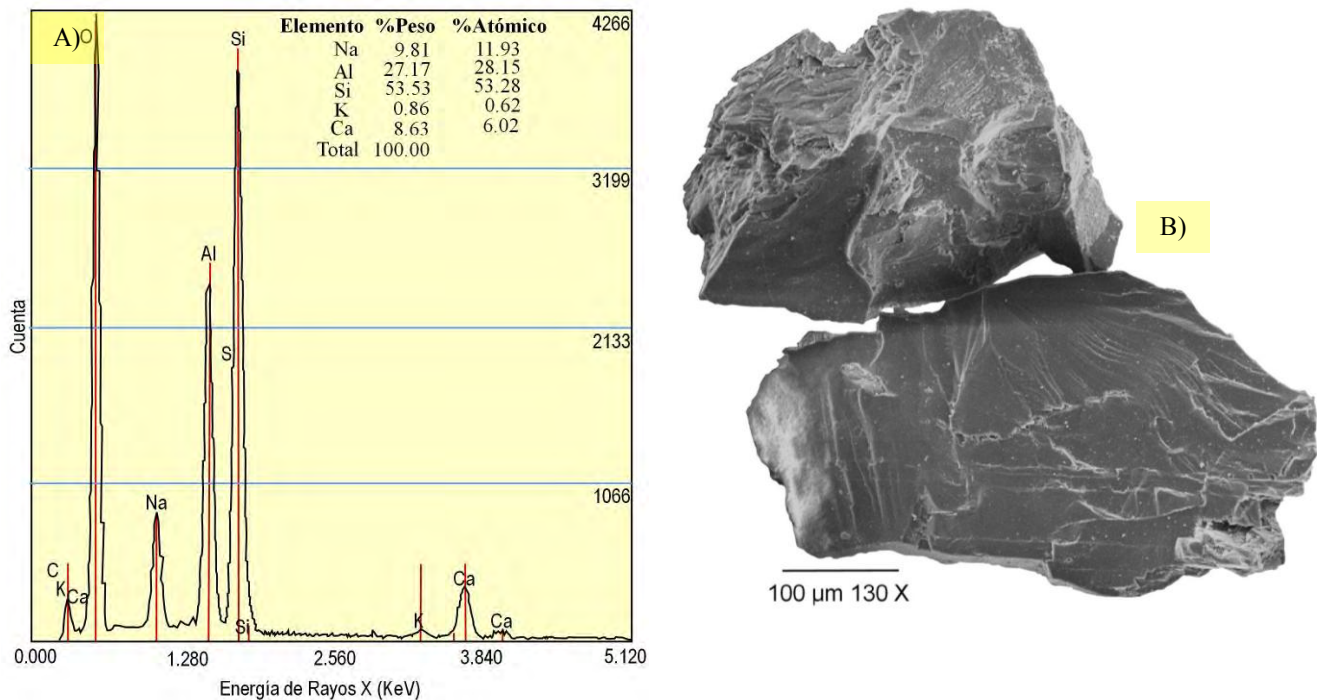 A)
O
Si
4266
Elemento %Peso %Atómico
Na 9.81 11.93
Al 27.17 28.15
Si 53.53 53.28
K 0.86 0.62
Ca 8.63 6.02
Total 100.00
3199
Al
S
2133
Cuenta
1066
Na
C
K
Ca
Si
K
Ca
Ca
0.000 1.280 2.560 3.840 5.120
Energía de Rayos X (KeV)
B)
100 µm 130 X